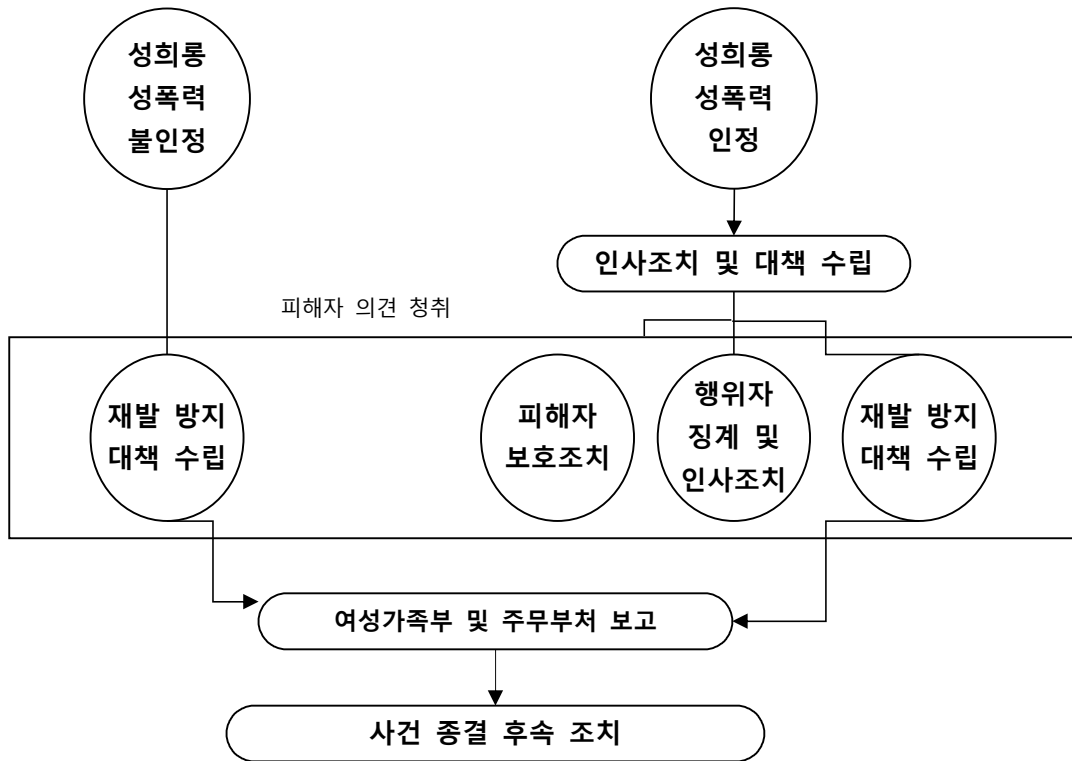 성희롱
성폭력
불인정
성희롱
성폭력
인정
인사조치 및 대책 수립
피해자 의견 청취
재발 방지
대책 수립
피해자
보호조치
행위자
징계 및
인사조치
재발 방지
대책 수립
여성가족부 및 주무부처 보고
사건 종결 후속 조치